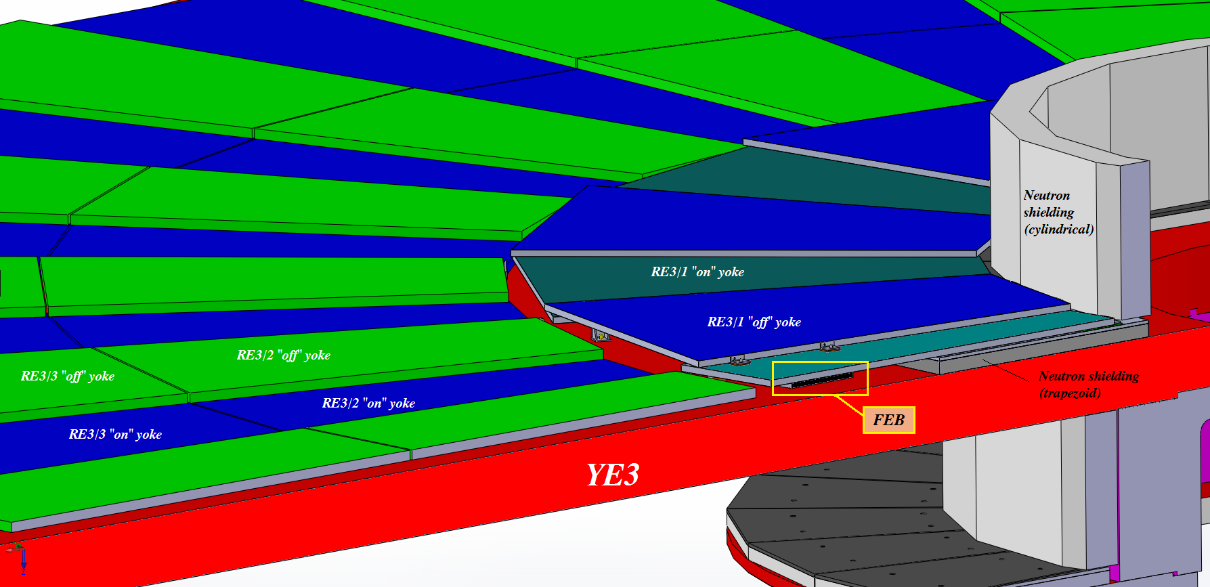 Neutron
shielding
(cylindrical)
RE3/1 "on" yoke
RE3/1 "off" yoke
RE3/2 "off" yoke
RE3/3 "off" yoke
Neutron shielding
(trapezoid)
RE3/2 "on" yoke
FEB
RE3/3 "on" yoke
YE3